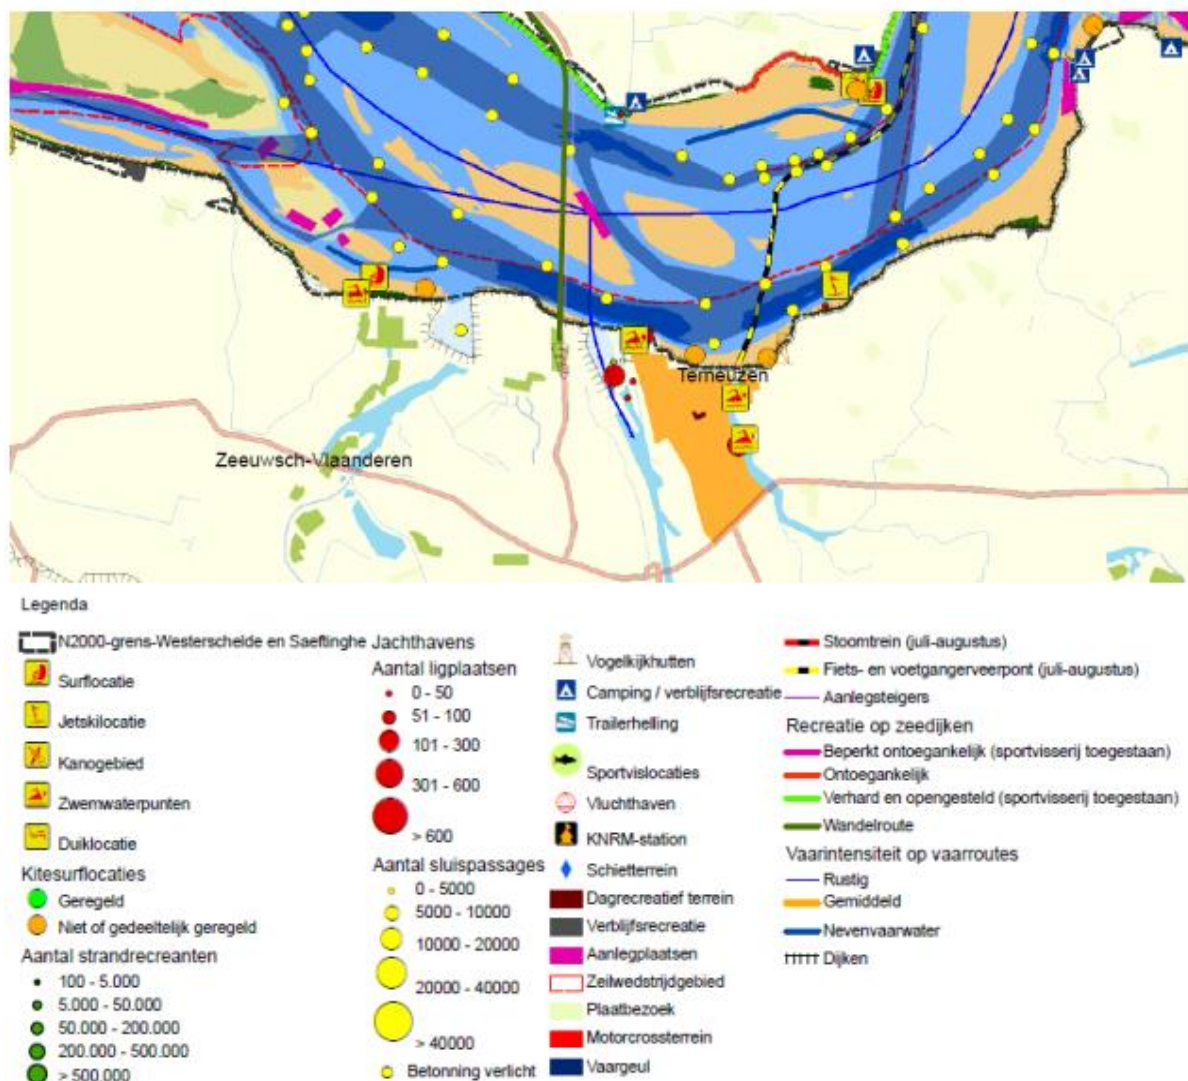 Terneuzen
Zeeuwsch-Vlaanderen
Legenda
N2000-grens-Westerschelde en Saeftinghe
Surflocatie
Jetskilocatie
Kanogebied
Zwemwaterpunten
Duiklocatie
Kitesurflocaties
Geregeld
Niet of gedeeltelijk geregeld
Aantal strandrecreanten
100 - 5.000
5.000 - 50.000
50.000 - 200.000
200.000 - 500.000
> 500.000
Jachthavens
Aantal ligplaatsen
0 - 50
51 - 100
101 - 300
301 - 600
> 600
Aantal sluispassages
0 - 5000
5000 - 10000
10000 - 20000
20000 - 40000
> 40000
Betonning verlicht
Vogelkijkhutten
Camping / verblijfsrecreatie
Trailerhelling
Sportvislocaties
Vluchthaven
KNRM-station
Schietterrein
Dagrecreatief terrein
Verblijfsrecreatie
Aanlegplaatsen
Zeilwedstrijdgebied
Plaatbezoek
Motorcrossterrein
Vaargeul
Stoomtrein (juli-augustus)
Fiets- en voetgangerveerpont (juli-augustus)
Aanlegsteigers
Recreatie op zeedijken
Beperkt ontoegankelijk (sportvisserij toegestaan)
Ontoegankelijk
Verhard en opengesteld (sportvisserij toegestaan)
Wandelroute
Vaarintensiteit op vaarroutes
Rustig
Gemiddeld
Nevenvaarwater
Dijken